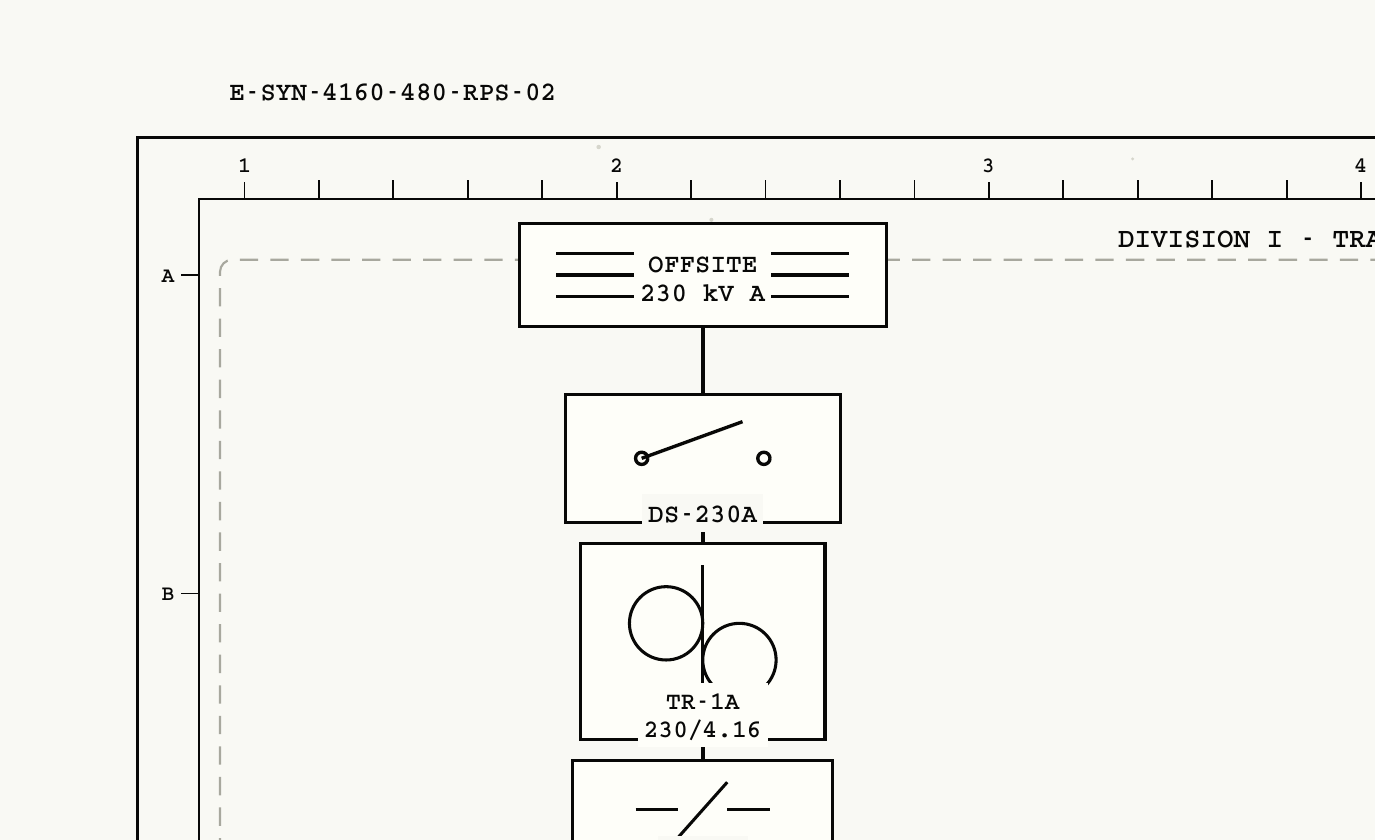 E-SYN-4160-480-RPS-02
1 2 3 4
DIVISION I - TRA
A
OFFSITE
230 kV A
DS-230A
B
TR-1A
230/4.16